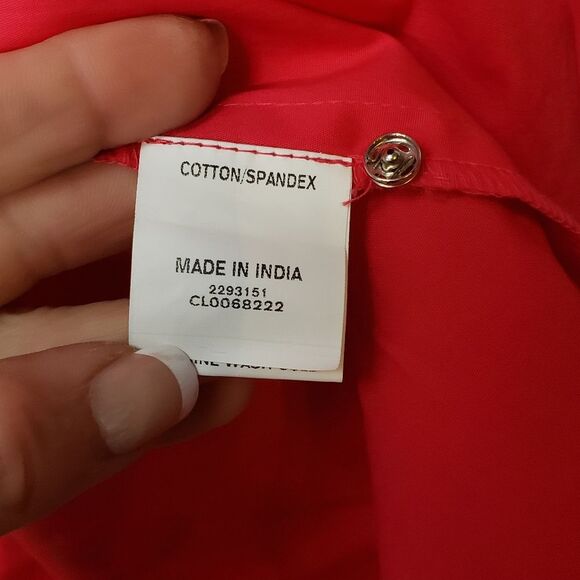 COTTON/SPANDEX
MADE IN INDIA
2293151
CL0068222